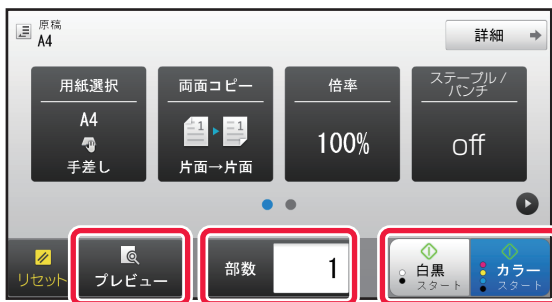 原稿
A4
詳細
用紙選択
A4
手差し
両面コピー
1 1
片面→片面
倍率
100%
ステープル /
パンチ
off
リセット
プレビュー
部数
1
白黒
スタート
カラー
スタート